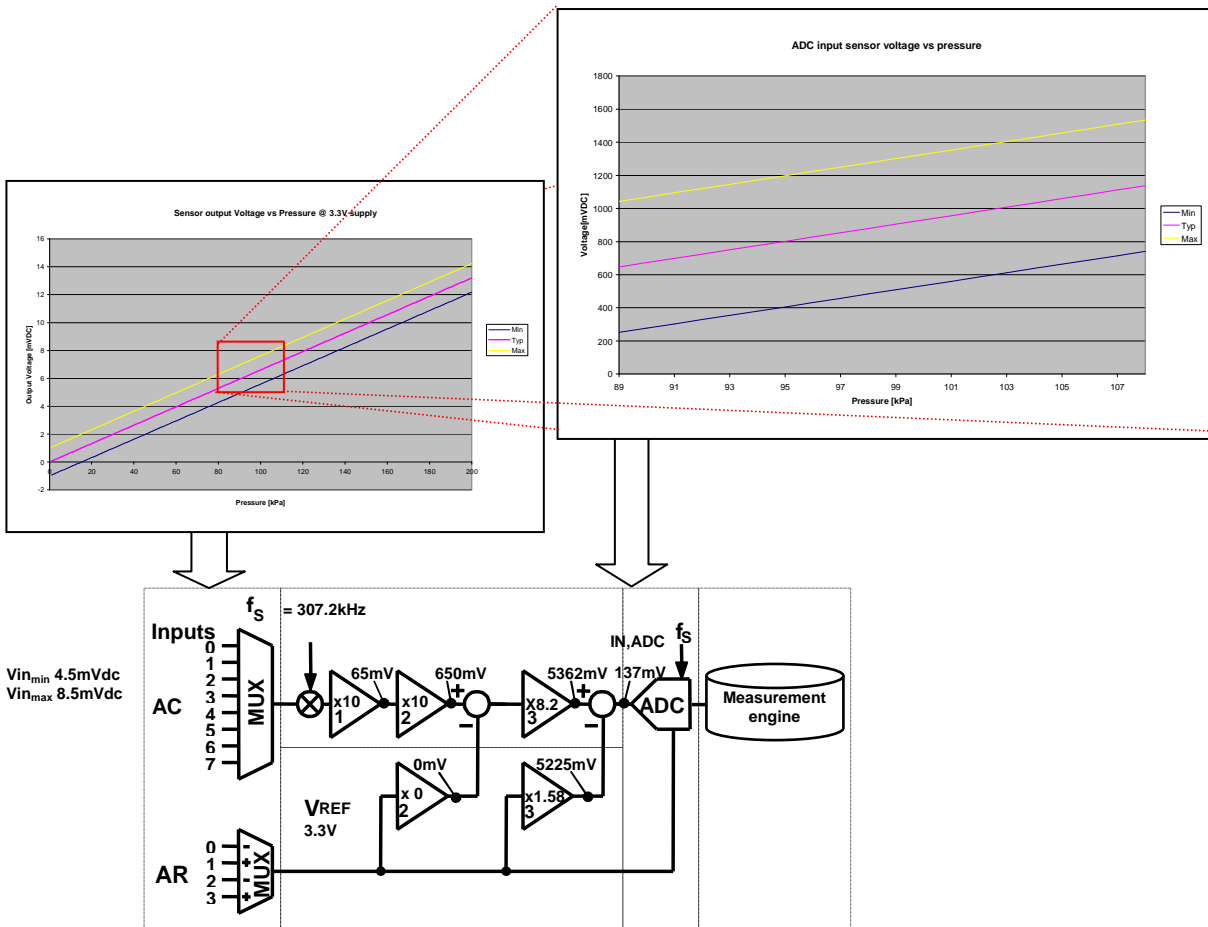 ADC input sensor voltage vs pressure
1800
1600
1400
1200
1000
800
600
400
200
0
Voltage[mVDC]
89 91 93 95 97 99 101 103 105 107
Pressure [kPa]
Min
Typ
Max
Sensor output Voltage vs Pressure @ 3.3V supply
16
14
12
10
8
6
4
2
0
-2
Output Voltage [mVDC]
0 20 40 60 80 100 120 140 160 180 200
Pressure [kPa]
Min
Typ
Max
fS = 307.2kHz
Inputs
Vinmin 4.5mVdc
Vinmax 8.5mVdc
AC
0
1
2
3
4
5
6
7
MUX
x10
1
65mV
x10
2
650mV
+
−
X8.2
3
5362mV
+
−
IN,ADC
137mV
fS
ADC
Measurement
engine
0mV
x 0
2
5225mV
x1.58
3
VREF
3.3V
AR
0 -
1 +
2 -
3 +
MUX